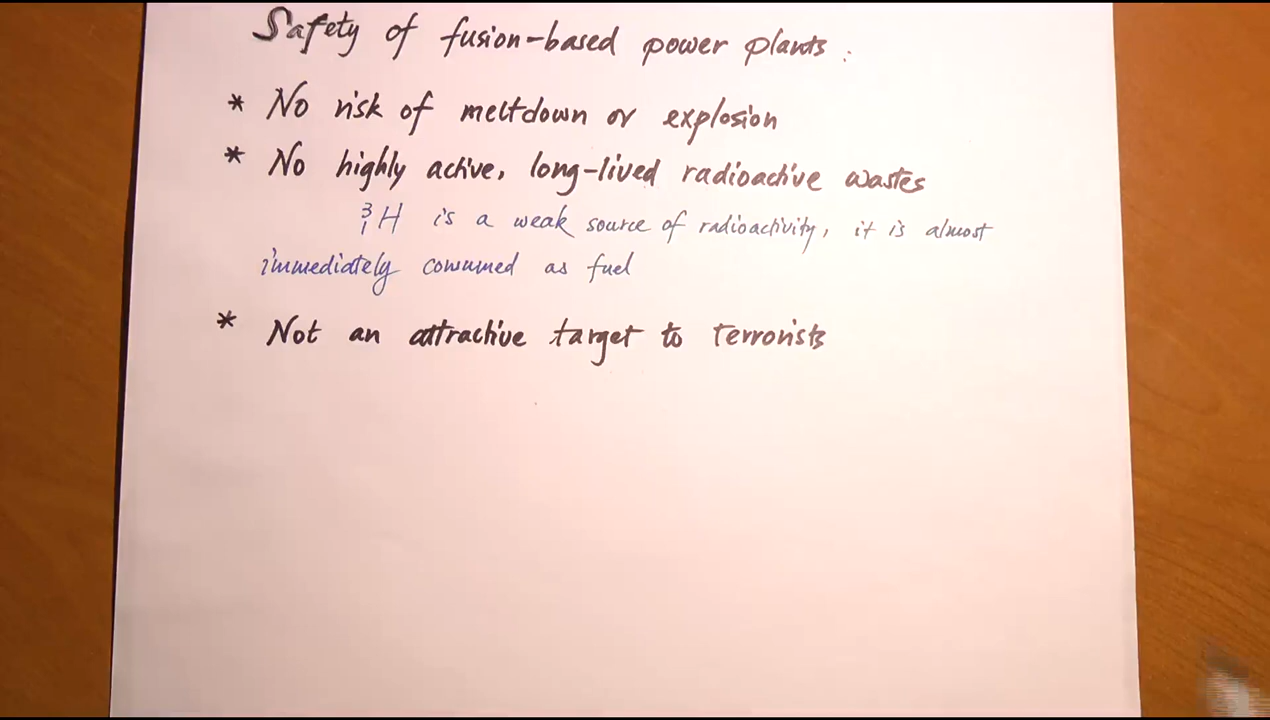 Safety of fusion-based power plants:
* No risk of meltdown or explosion
* No highly active, long-lived radioactive wastes
³₁H is a weak source of radioactivity, it is almost
immediately consumed as fuel
* Not an attractive target to terrorists